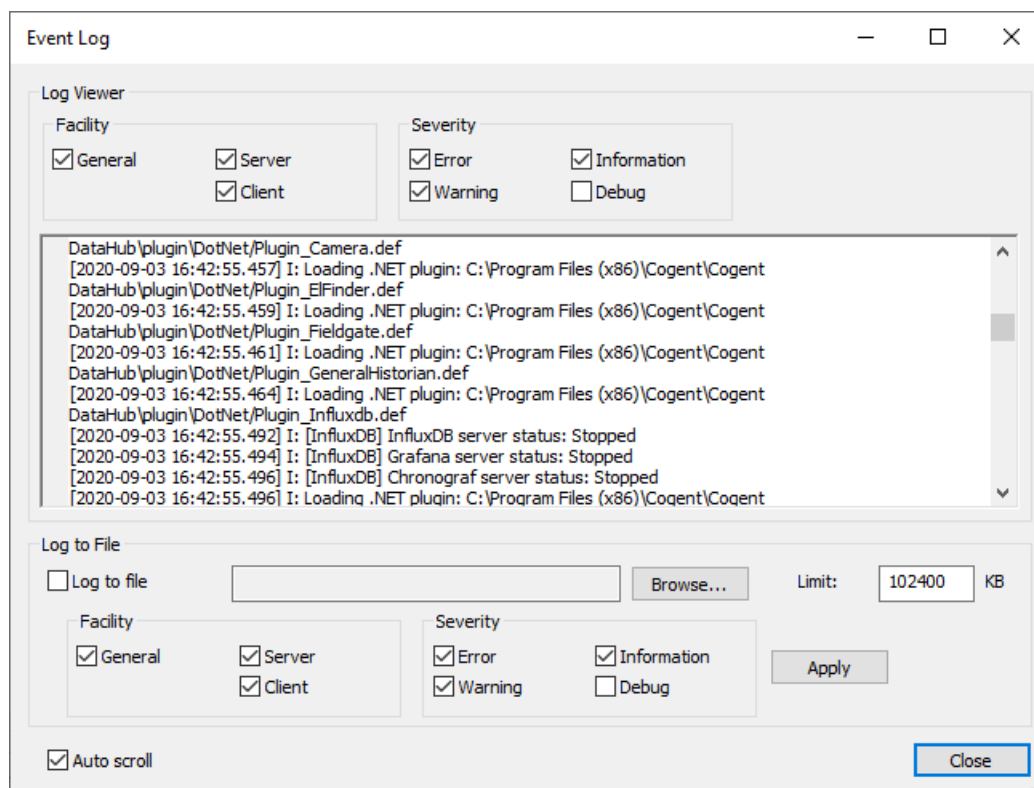 Event Log
Log Viewer
Facility
Severity
General
Server
Error
Information
Client
Warning
Debug
DataHub\plugin\DotNet/Plugin_Camera.def
[2020-09-03 16:42:55.457] I: Loading .NET plugin: C:\Program Files (x86)\Cogent\Cogent
DataHub\plugin\DotNet/Plugin_ElFinder.def
[2020-09-03 16:42:55.459] I: Loading .NET plugin: C:\Program Files (x86)\Cogent\Cogent
DataHub\plugin\DotNet/Plugin_Fieldgate.def
[2020-09-03 16:42:55.461] I: Loading .NET plugin: C:\Program Files (x86)\Cogent\Cogent
DataHub\plugin\DotNet/Plugin_GeneralHistorian.def
[2020-09-03 16:42:55.464] I: Loading .NET plugin: C:\Program Files (x86)\Cogent\Cogent
DataHub\plugin\DotNet/Plugin_Influxdb.def
[2020-09-03 16:42:55.492] I: [InfluxDB] InfluxDB server status: Stopped
[2020-09-03 16:42:55.494] I: [InfluxDB] Grafana server status: Stopped
[2020-09-03 16:42:55.496] I: [InfluxDB] Chronograf server status: Stopped
[2020-09-03 16:42:55.496] I: Loading .NET plugin: C:\Program Files (x86)\Cogent\Cogent
Log to File
Log to file
Browse...
Limit:
102400
KB
Facility
Severity
General
Server
Error
Information
Client
Warning
Debug
Apply
Auto scroll
Close